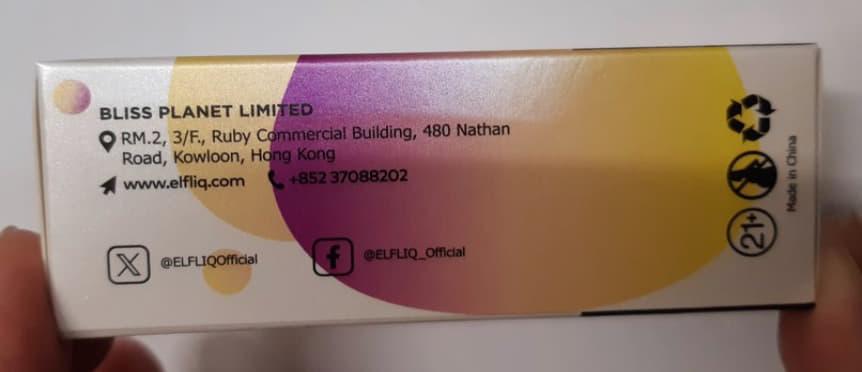 BLISS PLANET LIMITED
RM.2, 3/F., Ruby Commercial Building, 480 Nathan
Road, Kowloon, Hong Kong
www.elfliq.com +852 37088202
@ELFLIQOfficial @ELFLIQ_Official
Made in China
21+